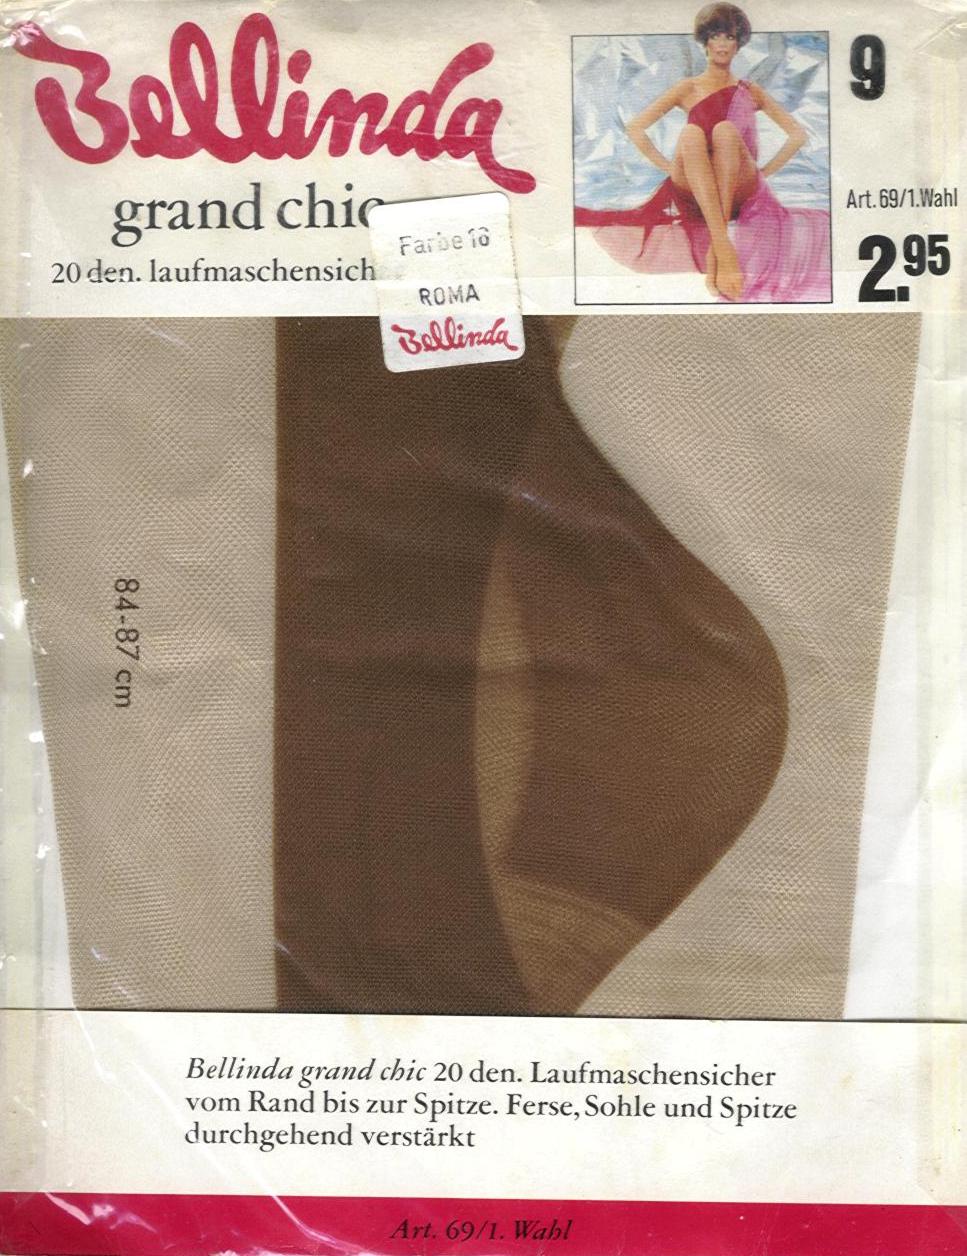 Bellinda
grand chic
20 den. laufmaschensich
9
Art. 69/1.Wahl
2.95
Farbe 16
ROMA
Bellinda
84-87 cm
Bellinda grand chic 20 den. Laufmaschensicher
vom Rand bis zur Spitze. Ferse, Sohle und Spitze
durchgehend verstärkt
Art. 69/1. Wahl